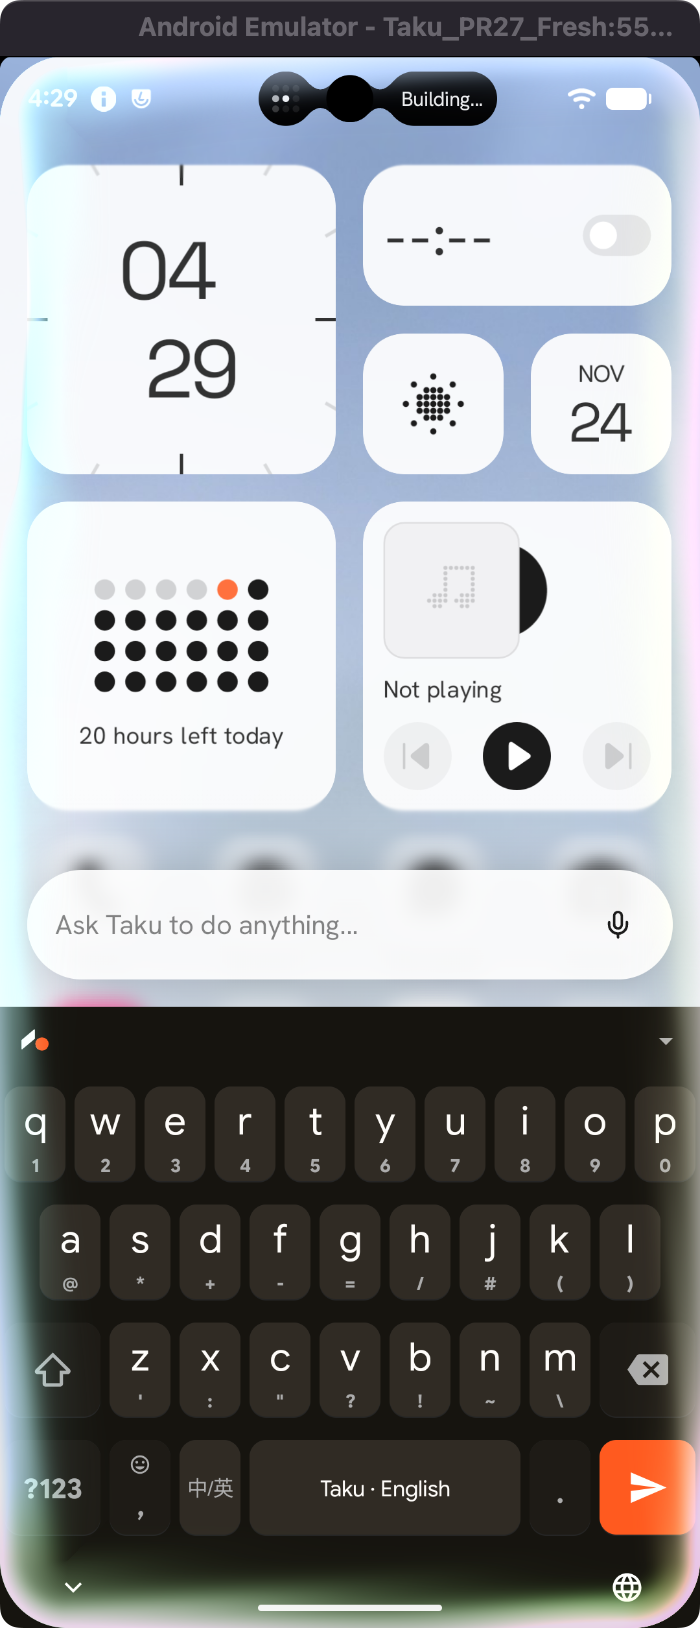 Android Emulator - Taku_PR27_Fresh:55...
4:29
Building...
04
29
--:--
NOV
24
20 hours left today
Not playing
Ask Taku to do anything...
q w e r t y u i o p
1 2 3 4 5 6 7 8 9 0
a s d f g h j k l
@ * + - = / # ( )
z x c v b n m
' : " ? ! ~ \
?123 , 中/英 Taku · English .